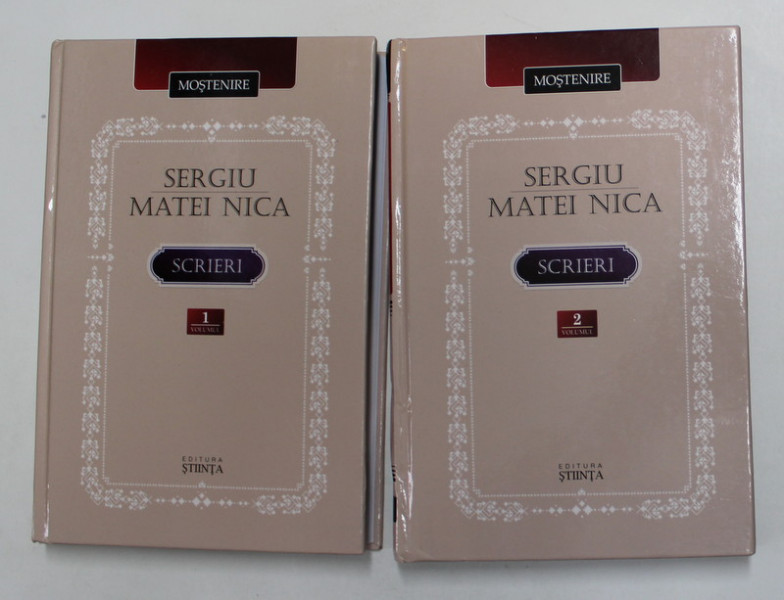 MOȘTENIRE
SERGIU
MATEI NICA
SCRIERI
1
VOLUMUL
EDITURA
ȘTIINȚA
MOȘTENIRE
SERGIU
MATEI NICA
SCRIERI
2
VOLUMUL
EDITURA
ȘTIINȚA